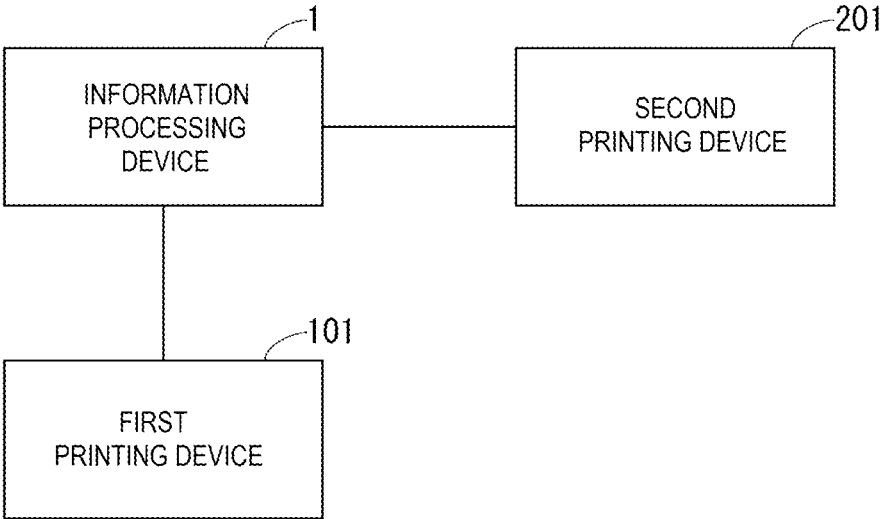 1
INFORMATION
PROCESSING
DEVICE
201
SECOND
PRINTING DEVICE
101
FIRST
PRINTING DEVICE